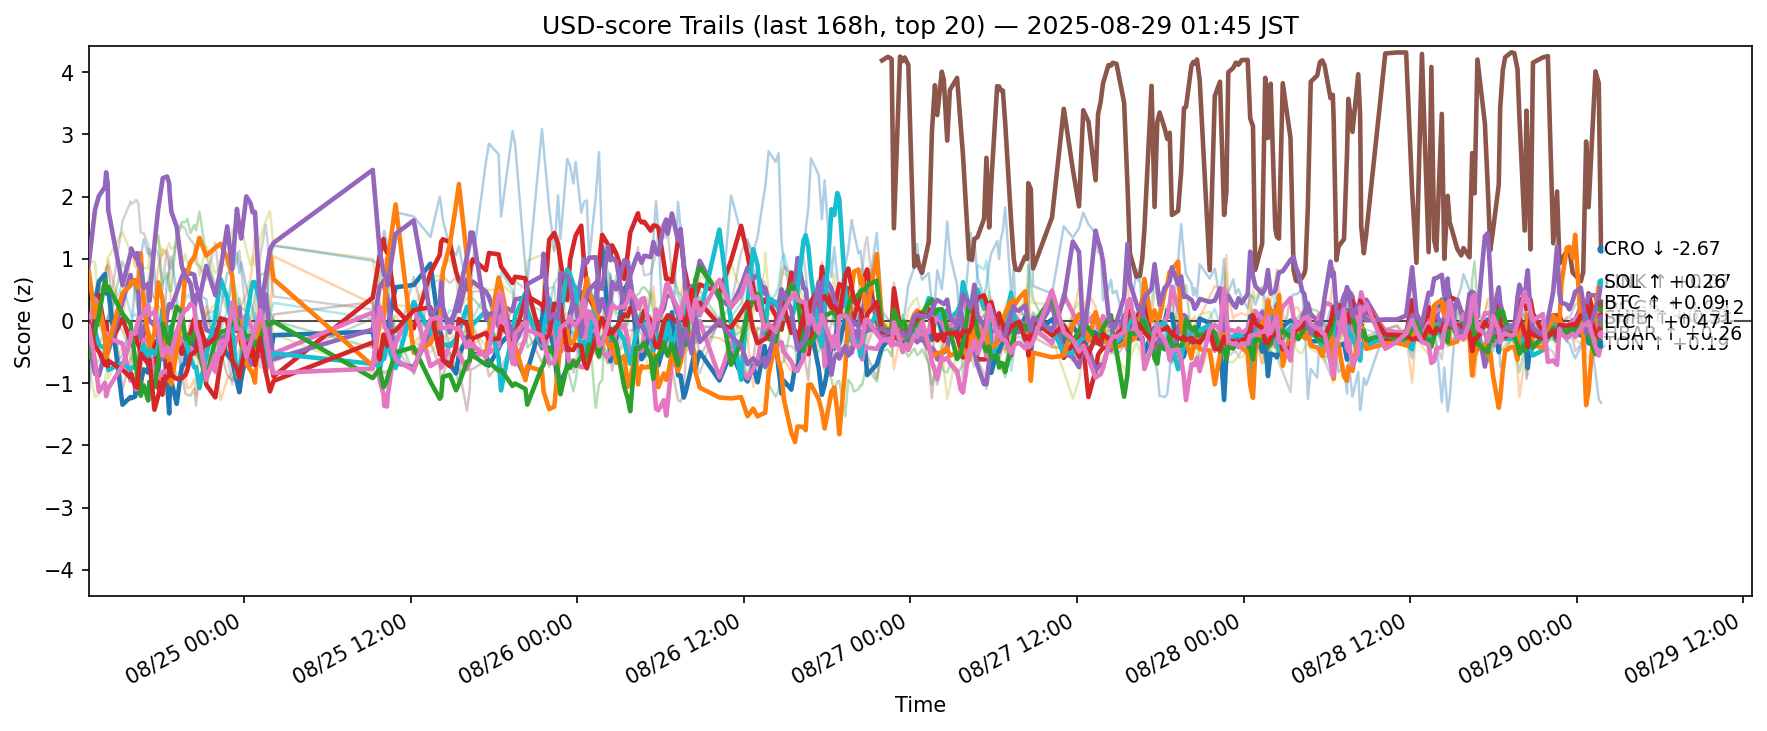 USD-score Trails (last 168h, top 20) — 2025-08-29 01:45 JST
Score (z)
4
3
2
1
0
−1
−2
−3
−4
CRO ↓ -2.67
SOL ↑ +0.26
BTC ↑ +0.09
LTC ↑ +0.47
HBAR ↑ +0.26
TON ↑ +0.19
08/25 00:00
08/25 12:00
08/26 00:00
08/26 12:00
08/27 00:00
08/27 12:00
08/28 00:00
08/28 12:00
08/29 00:00
08/29 12:00
Time